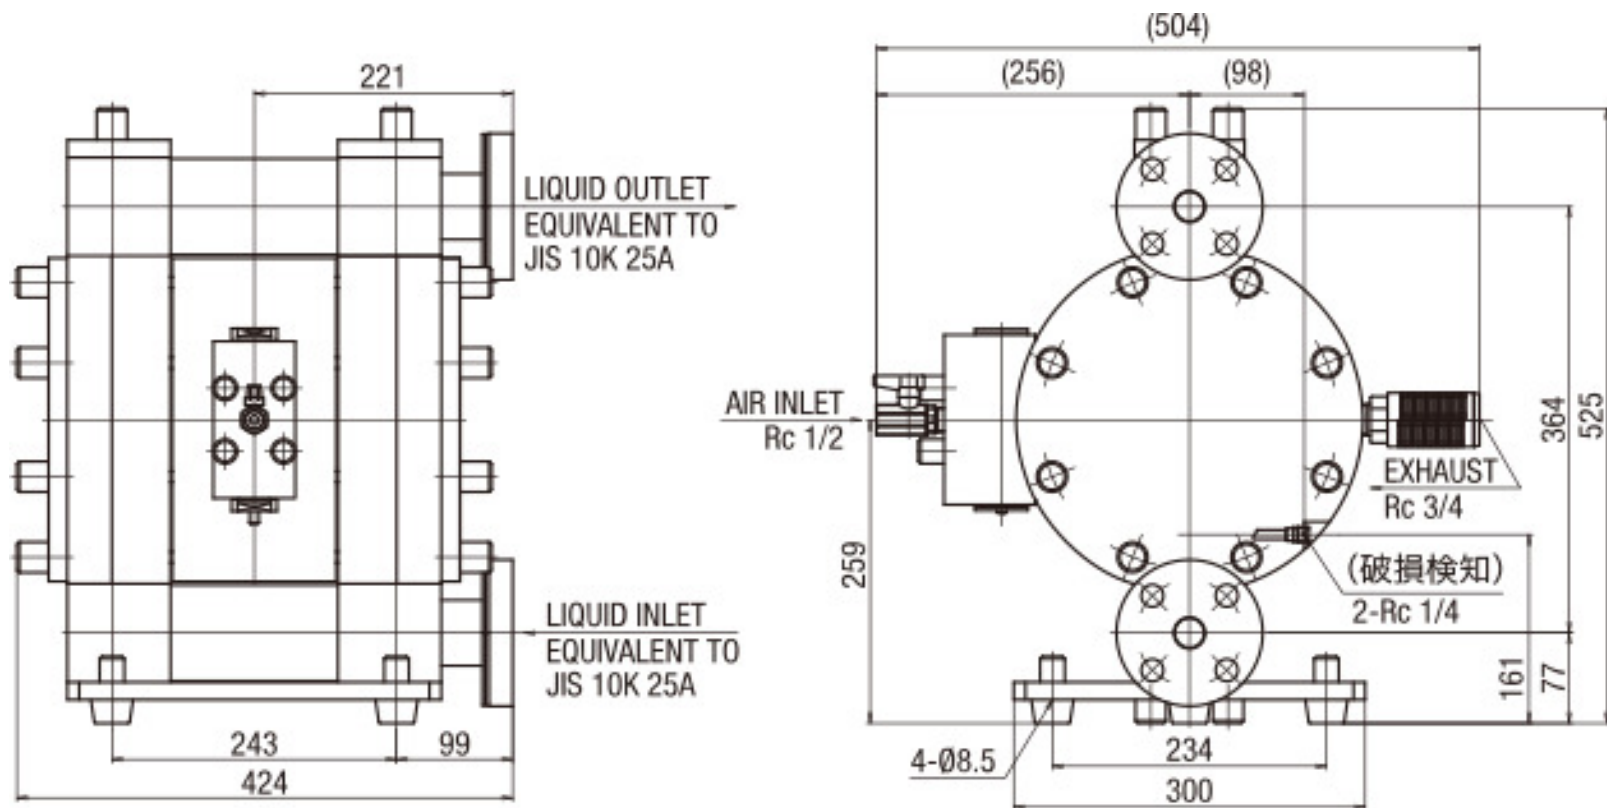 221
LIQUID OUTLET
EQUIVALENT TO
JIS 10K 25A
LIQUID INLET
EQUIVALENT TO
JIS 10K 25A
243
99
424
(504)
(256)
(98)
AIR INLET
Rc 1/2
259
364
525
EXHAUST
Rc 3/4
(破損検知)
2-Rc 1/4
161
77
4-Ø8.5
234
300